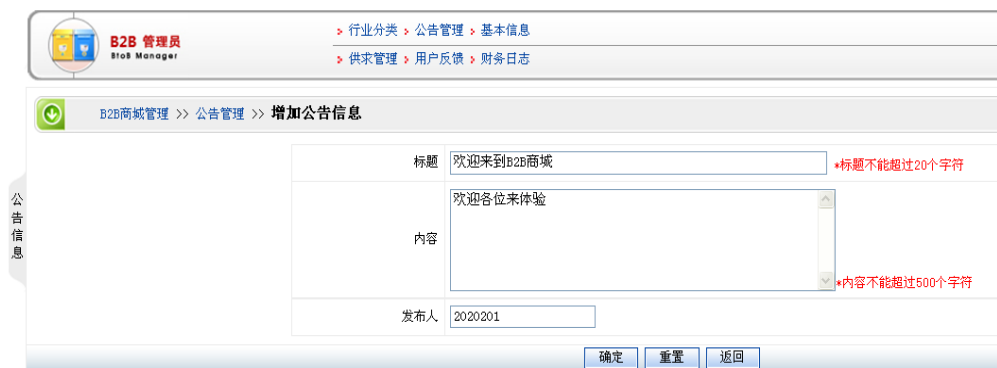 B2B 管理员
BtoB Manager
行业分类 公告管理 基本信息
供求管理 用户反馈 财务日志
B2B商城管理 >> 公告管理 >> 增加公告信息
公告信息
标题 欢迎来到B2B商城 *标题不能超过20个字符
内容 欢迎各位来体验
*内容不能超过500个字符
发布人 2020201
确定 重置 返回